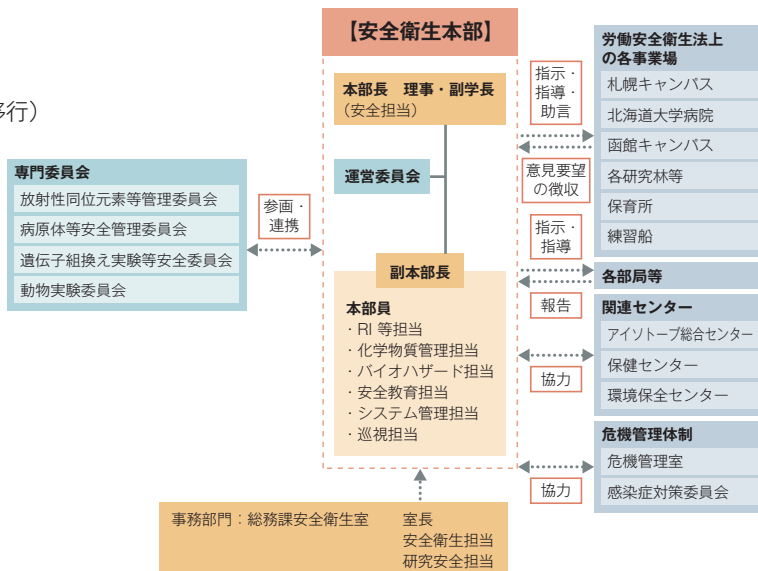 【安全衛生本部】
本部長 理事・副学長
（安全担当）
運営委員会
副本部長
本部員
・RI 等担当
・化学物質管理担当
・バイオハザード担当
・安全教育担当
・システム管理担当
・巡視担当
移行）
専門委員会
放射性同位元素等管理委員会
病原体等安全管理委員会
遺伝子組換え実験等安全委員会
動物実験委員会
参画・
連携
指示・
指導・
助言
意見要望
の徴収
指示・
指導
報告
協力
協力
労働安全衛生法上
の各事業場
札幌キャンパス
北海道大学病院
函館キャンパス
各研究林等
保育所
練習船
各部局等
関連センター
アイソトープ総合センター
保健センター
環境保全センター
危機管理体制
危機管理室
感染症対策委員会
事務部門：総務課安全衛生室 室長
安全衛生担当
研究安全担当